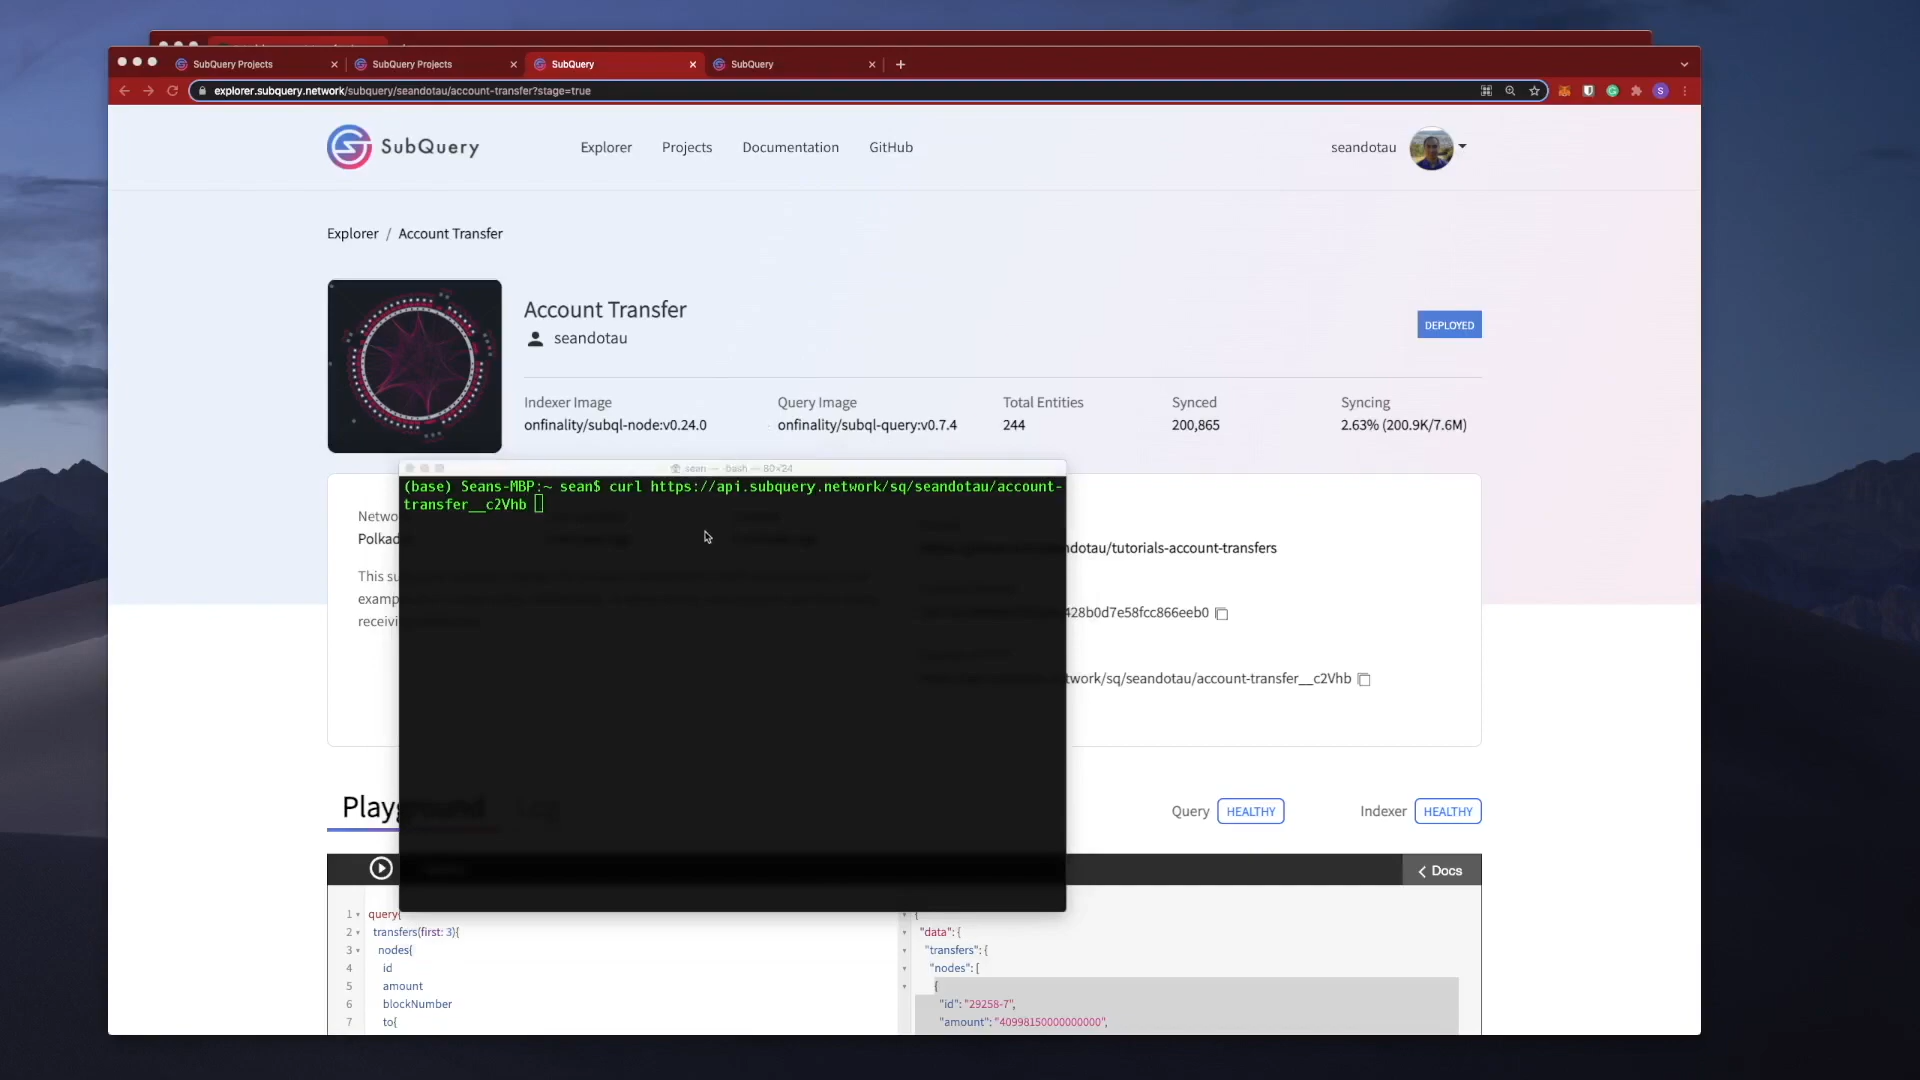 SubQuery Projects
SubQuery Projects
SubQuery
SubQuery
explorer.subquery.network/subquery/seandotau/account-transfer?stage=true
S
SubQuery
Explorer
Projects
Documentation
GitHub
seandotau
Explorer / Account Transfer
Account Transfer
seandotau
DEPLOYED
Indexer Image
Query Image
Total Entities
Synced
Syncing
onfinality/subql-node:v0.24.0
onfinality/subql-query:v0.7.4
244
200,865
2.63% (200.9K/7.6M)
sean — -bash — 80×24
(base) Seans-MBP:~ sean$ curl https://api.subquery.network/sq/seandotau/account-
transfer__c2Vhb
Netwo
Polkad
dotau/tutorials-account-transfers
This su
examp
428b0d7e58fcc866eeb0
receivi
twork/sq/seandotau/account-transfer__c2Vhb
Playground
Query
HEALTHY
Indexer
HEALTHY
Docs
1 query{
2 transfers(first: 3){
3 nodes{
4 id
5 amount
6 blockNumber
7 to{
{
"data": {
"transfers": {
"nodes": [
{
"id": "29258-7",
"amount": "40998150000000000",